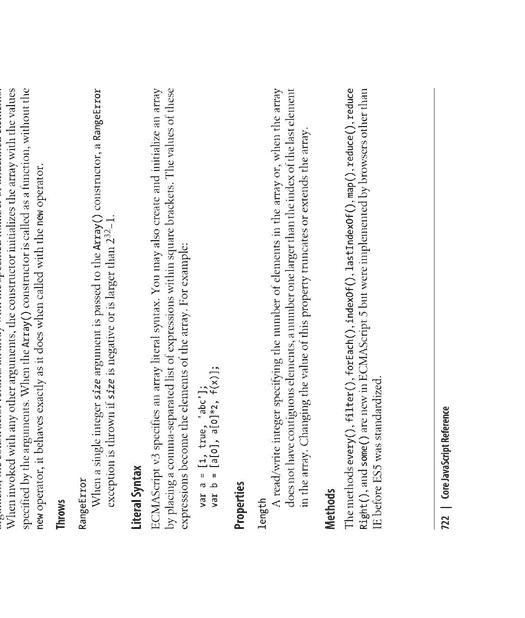 When invoked with any other arguments, the constructor initializes the array with the values
specified by the arguments. When the Array() constructor is called as a function, without the
new operator, it behaves exactly as it does when called with the new operator.
Throws
RangeError
When a single integer size argument is passed to the Array() constructor, a RangeError
exception is thrown if size is negative or is larger than 2³²–1.
Literal Syntax
ECMAScript v3 specifies an array literal syntax. You may also create and initialize an array
by placing a comma-separated list of expressions within square brackets. The values of these
expressions become the elements of the array. For example:
var a = [1, true, 'abc'];
var b = [a[0], a[0]*2, f(x)];
Properties
length
A read/write integer specifying the number of elements in the array or, when the array
does not have contiguous elements, a number one larger than the index of the last element
in the array. Changing the value of this property truncates or extends the array.
Methods
The methods every(), filter(), forEach(), indexOf(), lastIndexOf(), map(), reduce(), reduce
Right(), and some() are new in ECMAScript 5 but were implemented by browsers other than
IE before ES5 was standardized.
722 | Core JavaScript Reference